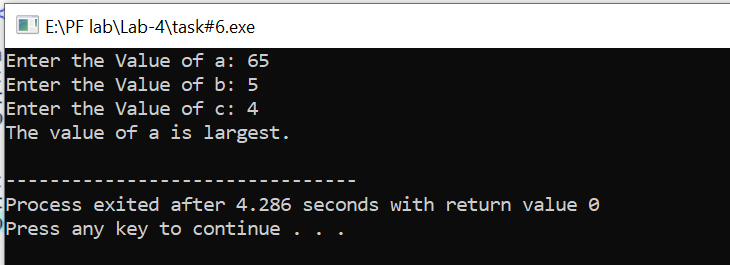 E:\PF lab\Lab-4\task#6.exe
Enter the Value of a: 65
Enter the Value of b: 5
Enter the Value of c: 4
The value of a is largest.
--------------------------------
Process exited after 4.286 seconds with return value 0
Press any key to continue . . .